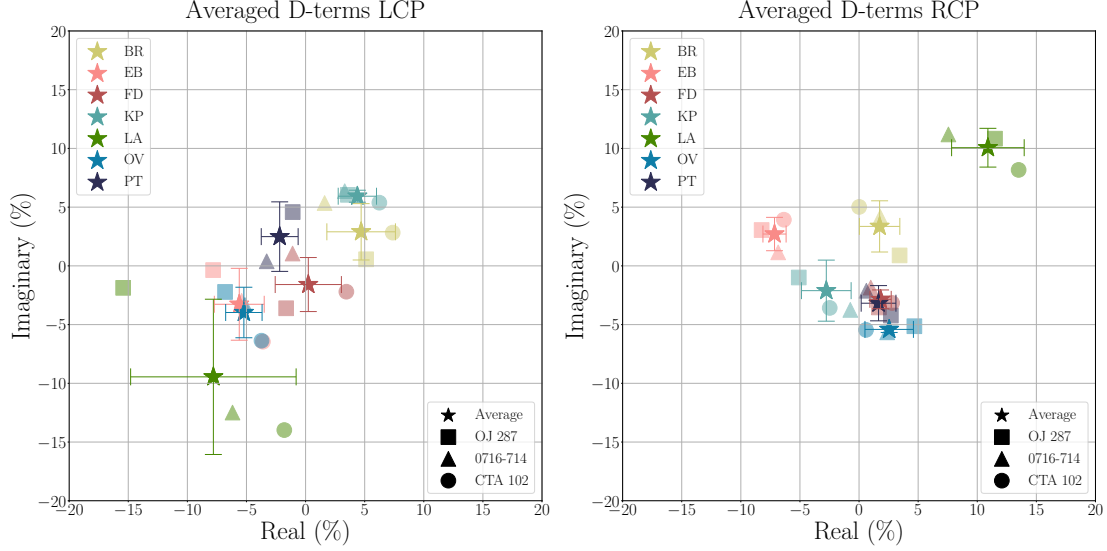 Averaged D-terms LCP
20
15
10
5
0
−5
−10
−15
−20
Imaginary (%)
BR
EB
FD
KP
LA
OV
PT
Average
OJ 287
0716-714
CTA 102
−20
−15
−10
−5
0
5
10
15
20
Real (%)
Averaged D-terms RCP
20
15
10
5
0
−5
−10
−15
−20
Imaginary (%)
BR
EB
FD
KP
LA
OV
PT
Average
OJ 287
0716-714
CTA 102
−20
−15
−10
−5
0
5
10
15
20
Real (%)